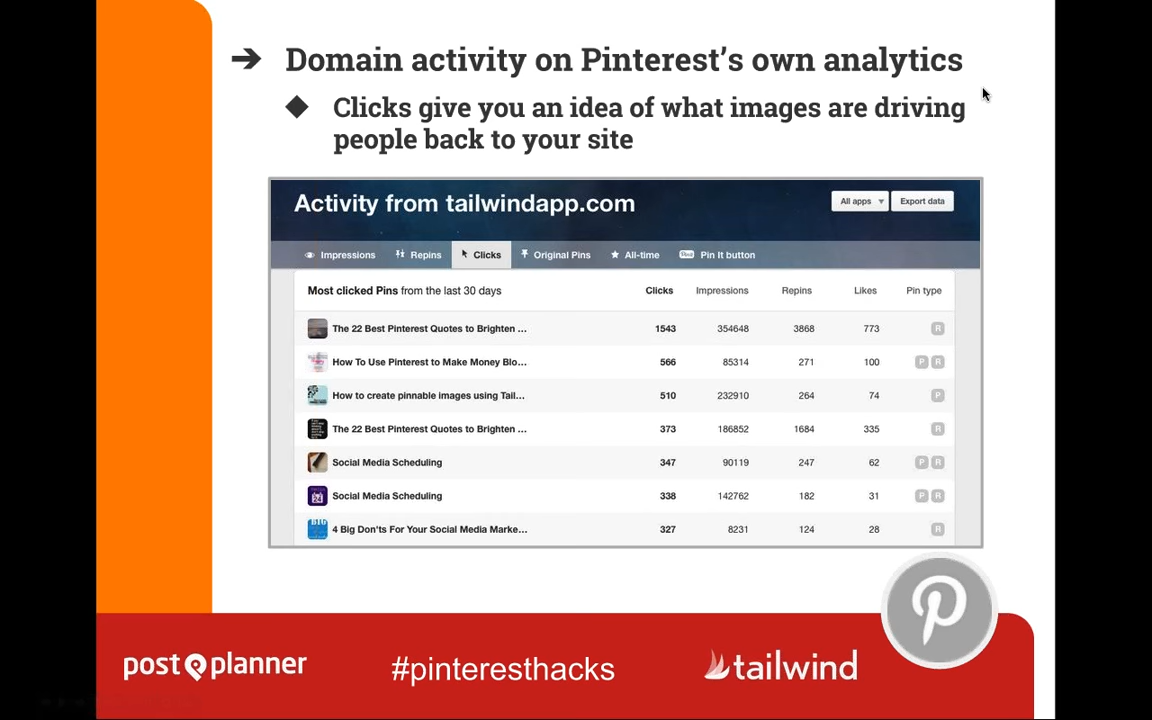 ➔ Domain activity on Pinterest's own analytics
◆ Clicks give you an idea of what images are driving
people back to your site
Activity from tailwindapp.com
All apps ▾ Export data
Impressions Repins Clicks Original Pins All-time Pin It button
Most clicked Pins from the last 30 days Clicks Impressions Repins Likes Pin type
The 22 Best Pinterest Quotes to Brighten ... 1543 354648 3868 773 R
How To Use Pinterest to Make Money Blo... 566 85314 271 100 P R
How to create pinnable images using Tail... 510 232910 264 74 P
The 22 Best Pinterest Quotes to Brighten ... 373 186852 1684 335 R
Social Media Scheduling 347 90119 247 62 P R
Social Media Scheduling 338 142762 182 31 P R
4 Big Don'ts For Your Social Media Marke... 327 8231 124 28 R
post planner #pinteresthacks tailwind